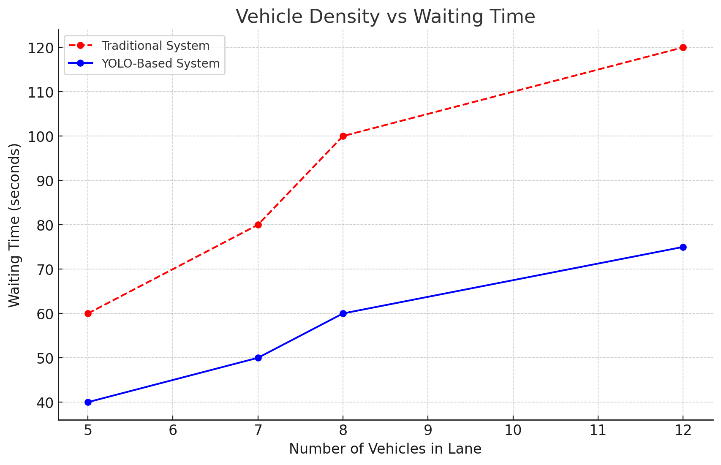 Vehicle Density vs Waiting Time
Traditional System
YOLO-Based System
Waiting Time (seconds)
120
110
100
90
80
70
60
50
40
5 6 7 8 9 10 11 12
Number of Vehicles in Lane